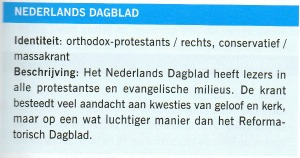 NEDERLANDS DAGBLAD
Identiteit: orthodox-protestants / rechts, conservatief /
massakrant
Beschrijving: Het Nederlands Dagblad heeft lezers in
alle protestantse en evangelische milieus. De krant
besteedt veel aandacht aan kwesties van geloof en kerk,
maar op een wat luchtiger manier dan het Reforma-
torisch Dagblad.